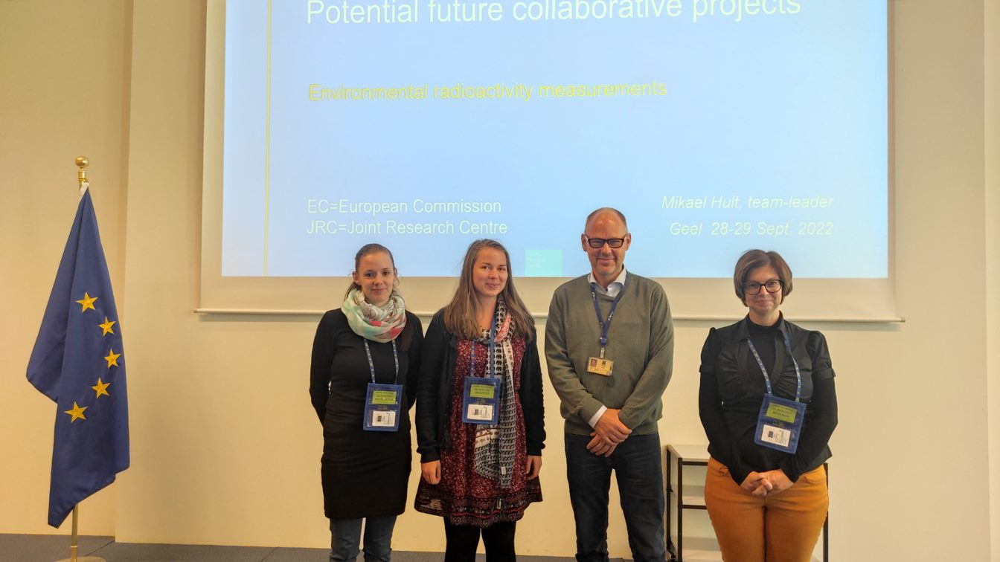 Potential future collaborative projects
Environmental radioactivity measurements
EC=European Commission
JRC=Joint Research Centre
Mikael Hult, team-leader
Geel 28-29 Sept. 2022